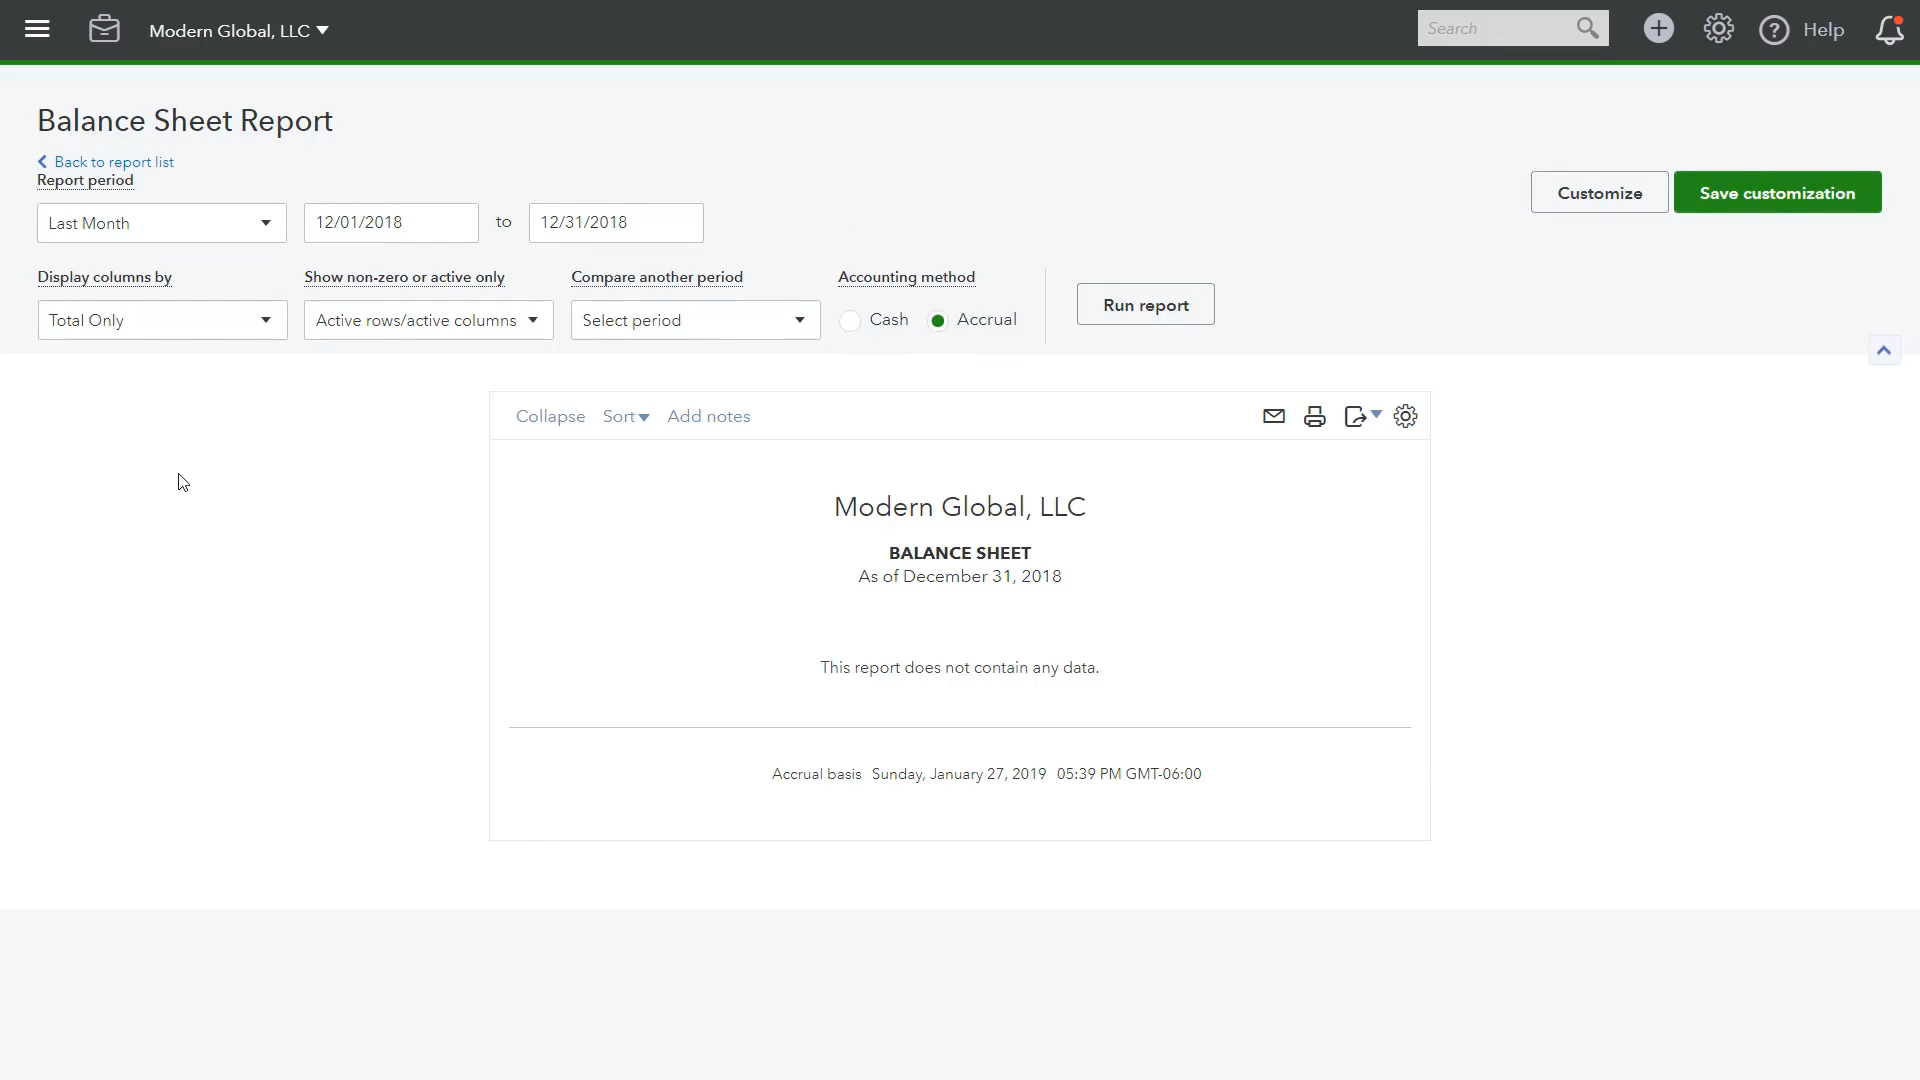 Modern Global, LLC
Search
Help
Balance Sheet Report
Back to report list
Report period
Customize
Save customization
Last Month
12/01/2018
to
12/31/2018
Display columns by
Show non-zero or active only
Compare another period
Accounting method
Total Only
Active rows/active columns
Select period
Cash
Accrual
Run report
Collapse
Sort
Add notes
Modern Global, LLC
BALANCE SHEET
As of December 31, 2018
This report does not contain any data.
Accrual basis Sunday, January 27, 2019 05:39 PM GMT-06:00